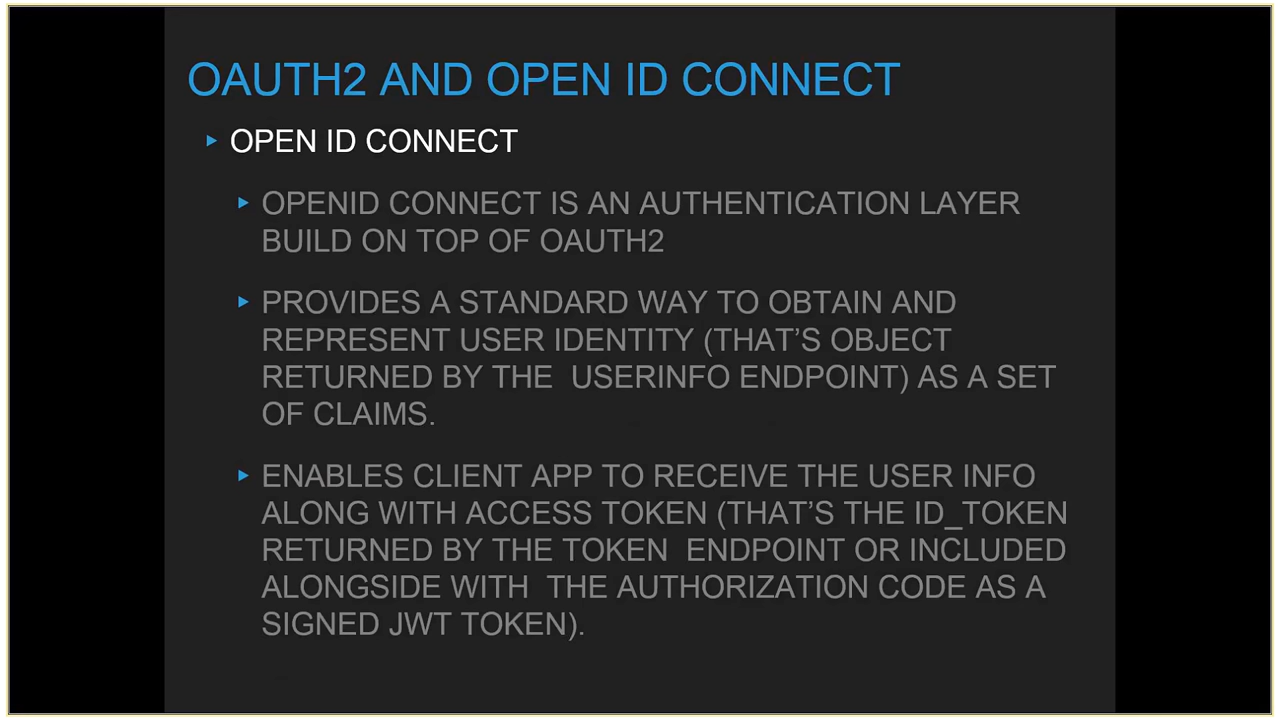 OAUTH2 AND OPEN ID CONNECT
OPEN ID CONNECT
OPENID CONNECT IS AN AUTHENTICATION LAYER
BUILD ON TOP OF OAUTH2
PROVIDES A STANDARD WAY TO OBTAIN AND
REPRESENT USER IDENTITY (THAT’S OBJECT
RETURNED BY THE  USERINFO ENDPOINT) AS A SET
OF CLAIMS.
ENABLES CLIENT APP TO RECEIVE THE USER INFO
ALONG WITH ACCESS TOKEN (THAT’S THE ID_TOKEN
RETURNED BY THE TOKEN  ENDPOINT OR INCLUDED
ALONGSIDE WITH  THE AUTHORIZATION CODE AS A
SIGNED JWT TOKEN).